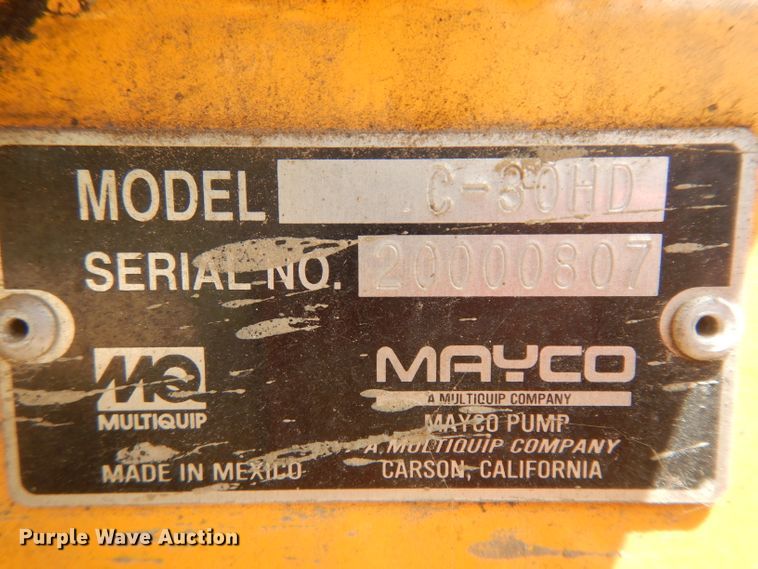 MODEL C-30HD
SERIAL NO. 20000807
MQ
MULTIQUIP
MADE IN MEXICO
MAYCO
A MULTIQUIP COMPANY
MAYCO PUMP
A MULTIQUIP COMPANY
CARSON, CALIFORNIA
Purple Wave Auction